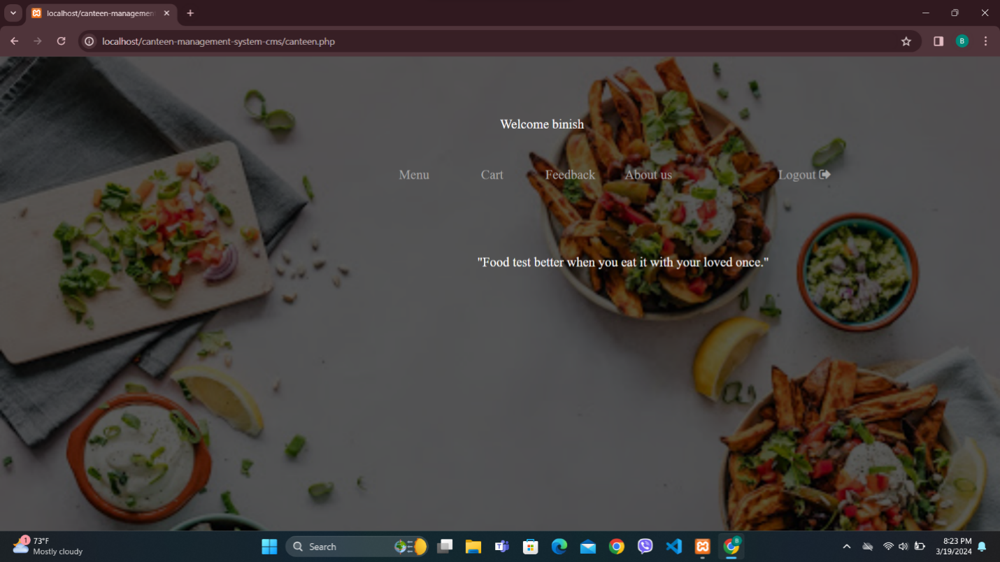 localhost/canteen-managemen
localhost/canteen-management-system-cms/canteen.php
B
Welcome binish
Menu Cart Feedback About us Logout
"Food test better when you eat it with your loved once."
1
73°F
Mostly cloudy
Search
B
8:23 PM
3/19/2024